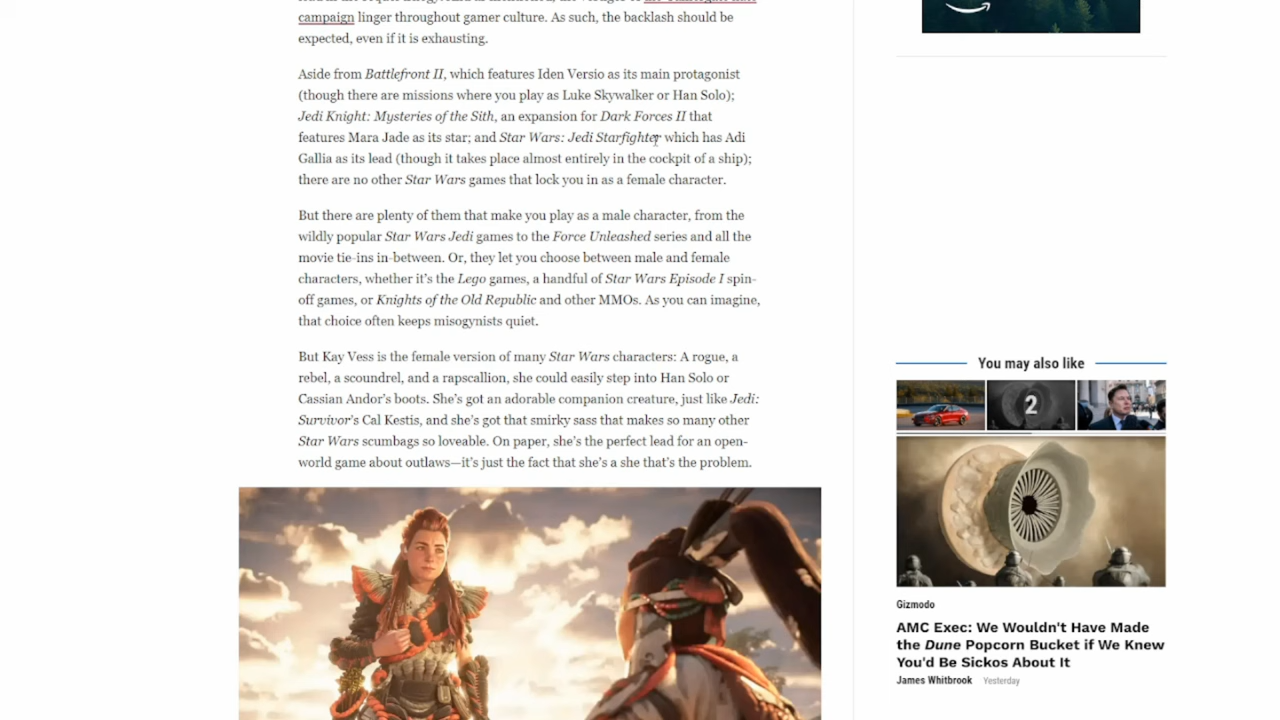 campaign linger throughout gamer culture. As such, the backlash should be
expected, even if it is exhausting.
Aside from Battlefront II, which features Iden Versio as its main protagonist
(though there are missions where you play as Luke Skywalker or Han Solo);
Jedi Knight: Mysteries of the Sith, an expansion for Dark Forces II that
features Mara Jade as its star; and Star Wars: Jedi Starfighter which has Adi
Gallia as its lead (though it takes place almost entirely in the cockpit of a ship);
there are no other Star Wars games that lock you in as a female character.
But there are plenty of them that make you play as a male character, from the
wildly popular Star Wars Jedi games to the Force Unleashed series and all the
movie tie-ins in-between. Or, they let you choose between male and female
characters, whether it's the Lego games, a handful of Star Wars Episode I spin-
off games, or Knights of the Old Republic and other MMOs. As you can imagine,
that choice often keeps misogynists quiet.
But Kay Vess is the female version of many Star Wars characters: A rogue, a
rebel, a scoundrel, and a rapscallion, she could easily step into Han Solo or
Cassian Andor's boots. She's got an adorable companion creature, just like Jedi:
Survivor's Cal Kestis, and she's got that smirky sass that makes so many other
Star Wars scumbags so loveable. On paper, she's the perfect lead for an open-
world game about outlaws—it's just the fact that she's a she that's the problem.
You may also like
2
Gizmodo
AMC Exec: We Wouldn't Have Made
the Dune Popcorn Bucket if We Knew
You'd Be Sickos About It
James Whitbrook Yesterday